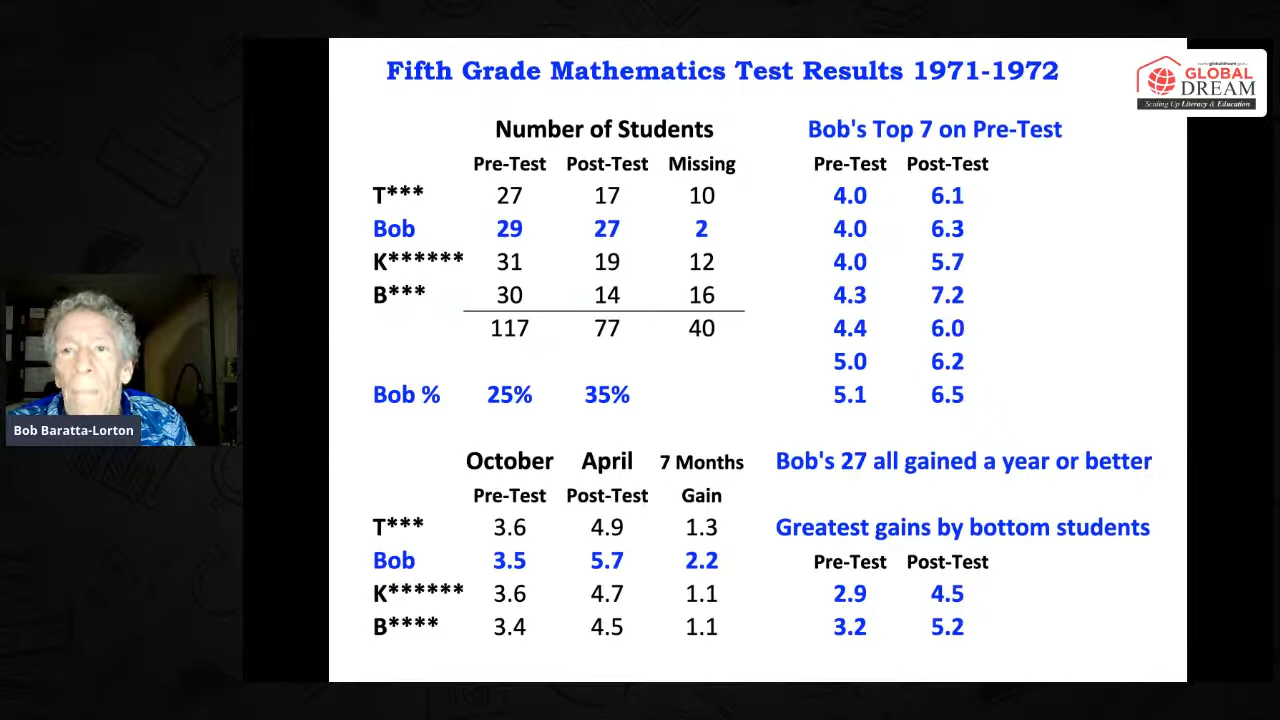 Fifth Grade Mathematics Test Results 1971-1972
GLOBAL
DREAM
Scaling Up Literacy & Education
Number of Students
Pre-Test Post-Test Missing
T*** 27 17 10
Bob 29 27 2
K****** 31 19 12
B*** 30 14 16
117 77 40
Bob % 25% 35%
Bob's Top 7 on Pre-Test
Pre-Test Post-Test
4.0 6.1
4.0 6.3
4.0 5.7
4.3 7.2
4.4 6.0
5.0 6.2
5.1 6.5
Bob Baratta-Lorton
October April 7 Months
Pre-Test Post-Test Gain
T*** 3.6 4.9 1.3
Bob 3.5 5.7 2.2
K****** 3.6 4.7 1.1
B**** 3.4 4.5 1.1
Bob's 27 all gained a year or better
Greatest gains by bottom students
Pre-Test Post-Test
2.9 4.5
3.2 5.2